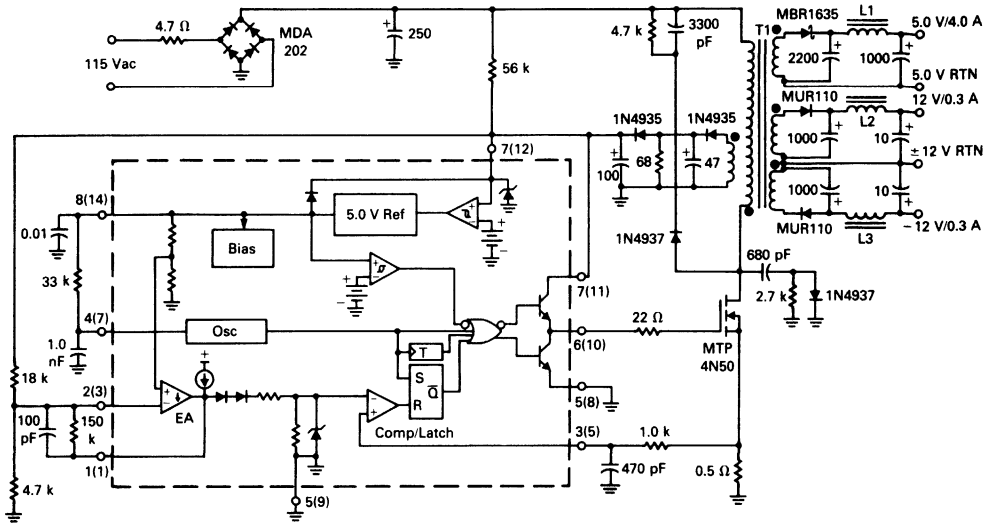 4.7 Ω
MDA
202
115 Vac
+
250
56 k
4.7 k
3300
pF
T1
MBR1635
L1
5.0 V/4.0 A
+
2200
+
1000
5.0 V RTN
MUR110
12 V/0.3 A
L2
+
1000
+
10
± 12 V RTN
1000
+
10
+
MUR110
L3
− 12 V/0.3 A
1N4935
1N4935
+
100
68
+
47
1N4937
680 pF
2.7 k
1N4937
7(12)
8(14)
0.01
5.0 V Ref
+
−
+
−
Bias
33 k
+
−
+
−
7(11)
4(7)
Osc
1.0
nF
T
22 Ω
6(10)
MTP
4N50
18 k
+
S
Q̅
R
5(8)
2(3)
+
−
EA
−
+
Comp/Latch
100
pF
150
k
3(5)
1.0 k
1(1)
470 pF
0.5 Ω
4.7 k
5(9)